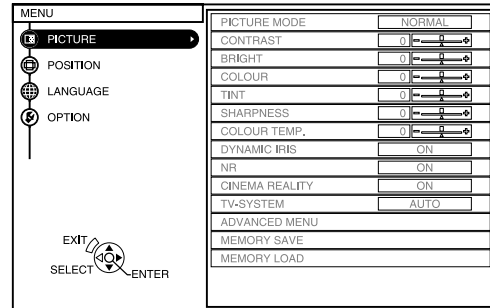 MENU
PICTURE
POSITION
LANGUAGE
OPTION
EXIT
SELECT
ENTER
PICTURE MODE NORMAL
CONTRAST 0
BRIGHT 0
COLOUR 0
TINT 0
SHARPNESS 0
COLOUR TEMP. 0
DYNAMIC IRIS ON
NR ON
CINEMA REALITY ON
TV-SYSTEM AUTO
ADVANCED MENU
MEMORY SAVE
MEMORY LOAD